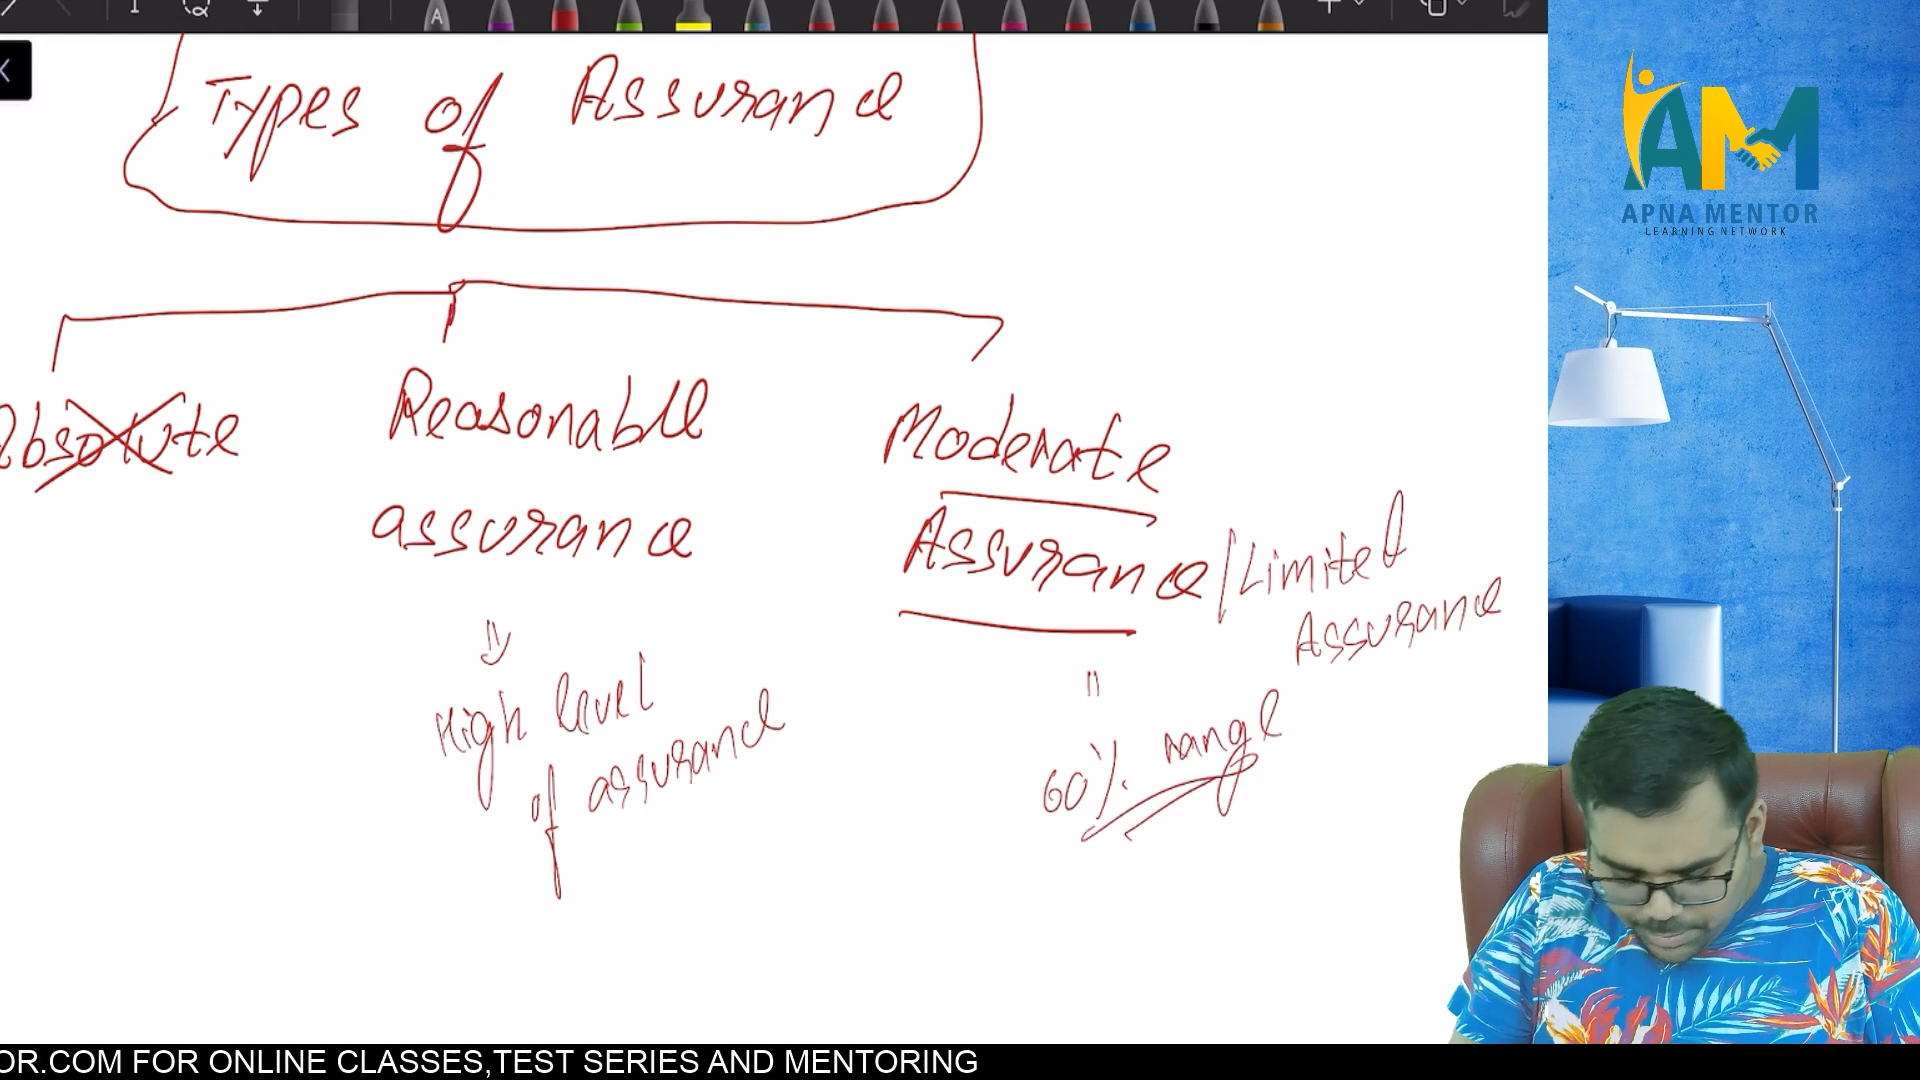 Types of Assurance
Absolute
Reasonable
assurance
Moderate
Assurance / Limited
Assurance
High level
of assurance
60% range
A
AM
APNA MENTOR
LEARNING NETWORK
OR.COM FOR ONLINE CLASSES,TEST SERIES AND MENTORING